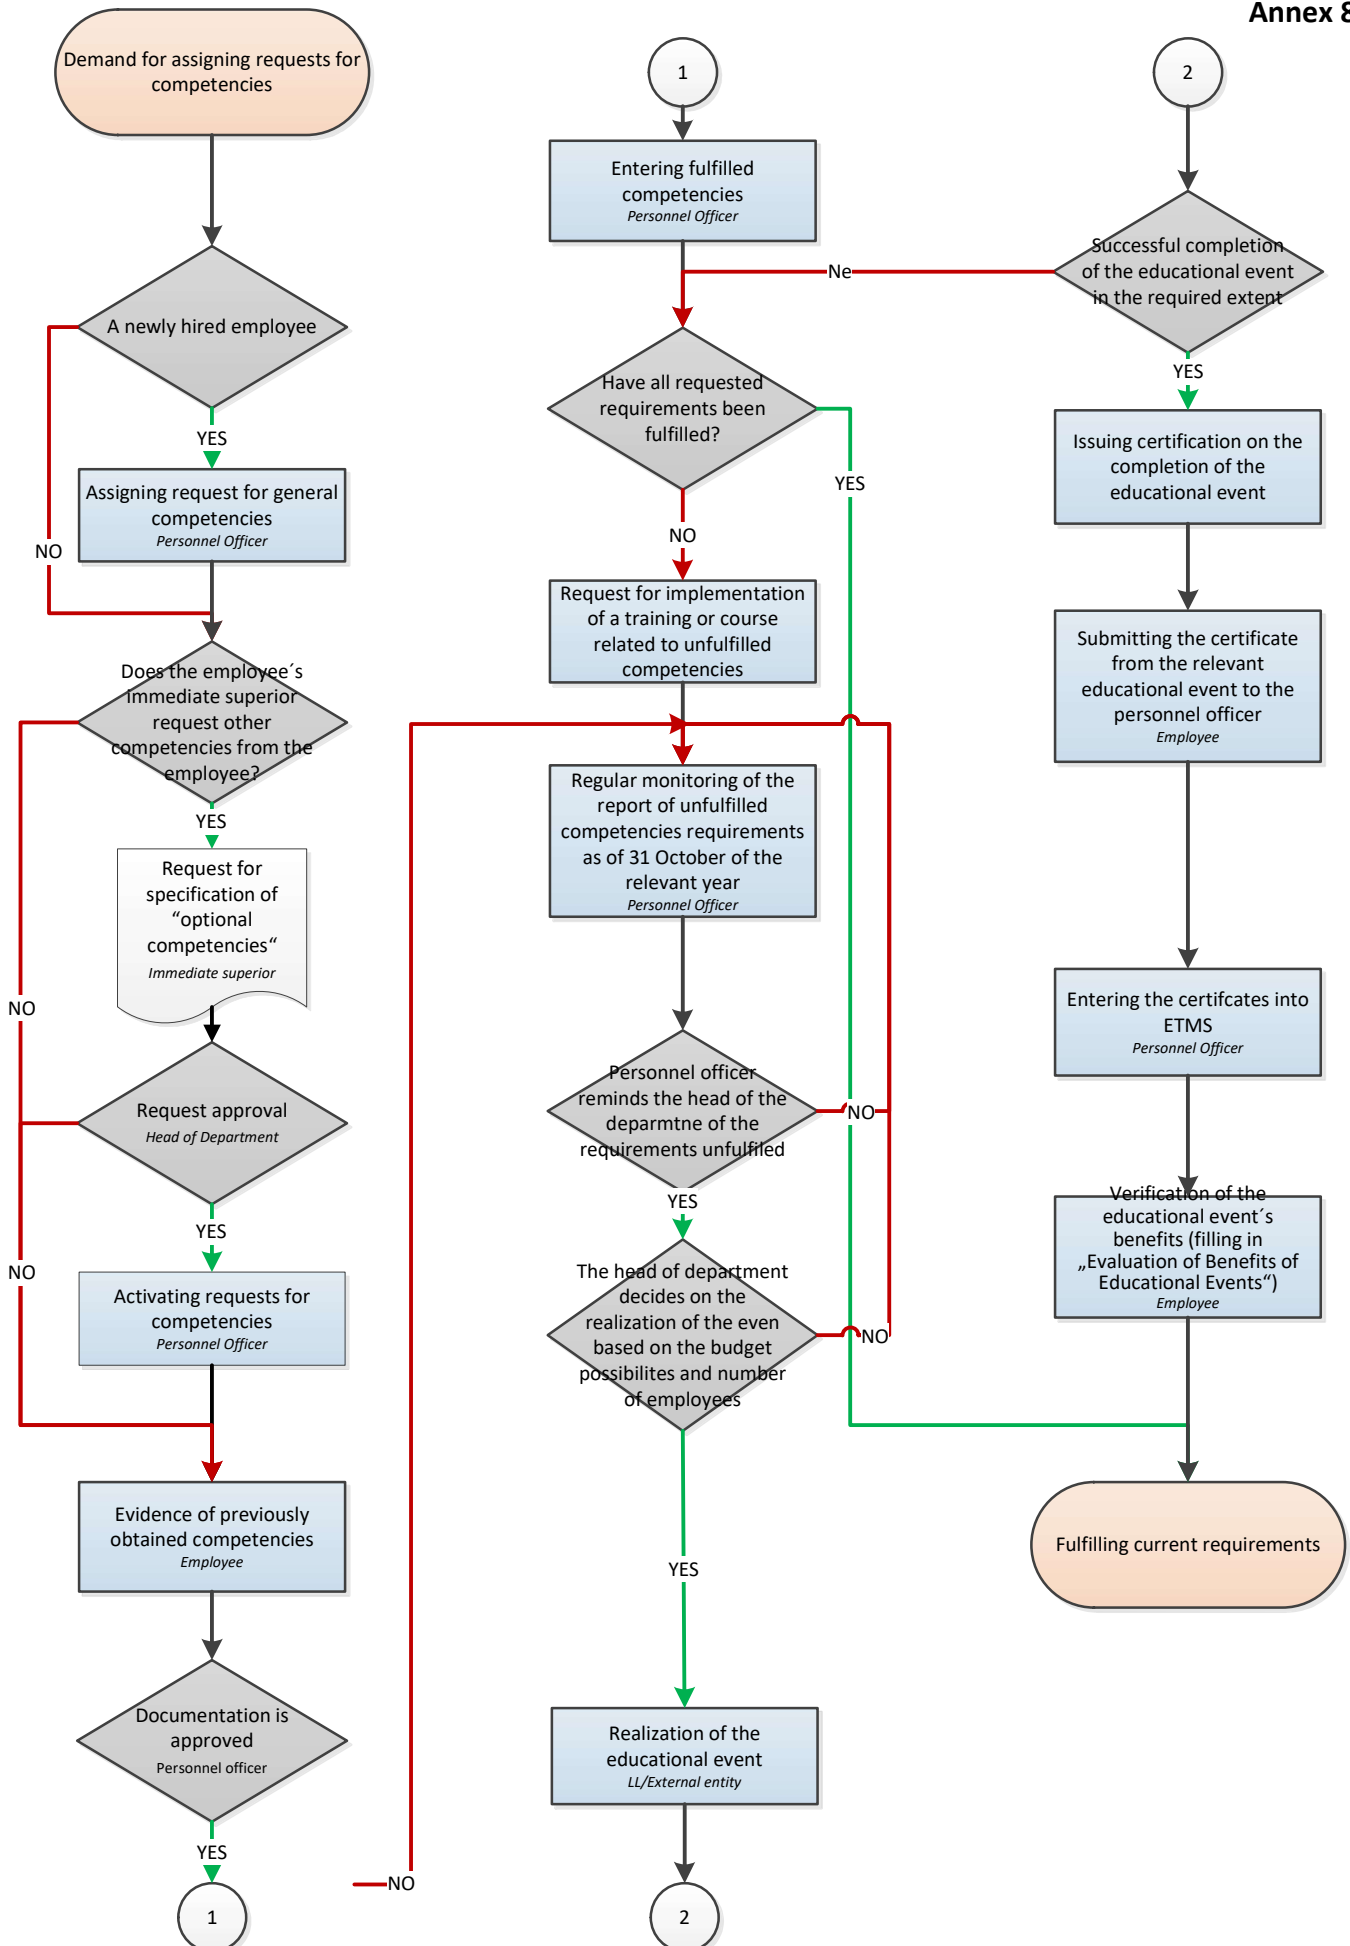 Annex 8
Demand for assigning requests for
competencies
A newly hired employee
YES
Assigning request for general
competencies
Personnel Officer
NO
Does the employee´s
immediate superior
request other
competencies from the
employee?
YES
Request for
specification of
“optional
competencies“
Immediate superior
NO
Request approval
Head of Department
YES
NO
Activating requests for
competencies
Personnel Officer
Evidence of previously
obtained competencies
Employee
Documentation is
approved
Personnel officer
YES
NO
1
1
Entering fulfilled
competencies
Personnel Officer
Ne
Have all requested
requirements been
fulfilled?
YES
NO
Request for implementation
of a training or course
related to unfulfilled
competencies
Regular monitoring of the
report of unfulfilled
competencies requirements
as of 31 October of the
relevant year
Personnel Officer
Personnel officer
reminds the head of the
deparmtne of the
requirements unfulfiled
NO
YES
The head of department
decides on the
realization of the even
based on the budget
possibilites and number
of employees
NO
YES
Realization of the
educational event
LL/External entity
2
2
Successful completion
of the educational event
in the required extent
YES
Issuing certification on the
completion of the
educational event
Submitting the certificate
from the relevant
educational event to the
personnel officer
Employee
Entering the certifcates into
ETMS
Personnel Officer
Verification of the
educational event´s
benefits (filling in
„Evaluation of Benefits of
Educational Events“)
Employee
Fulfilling current requirements